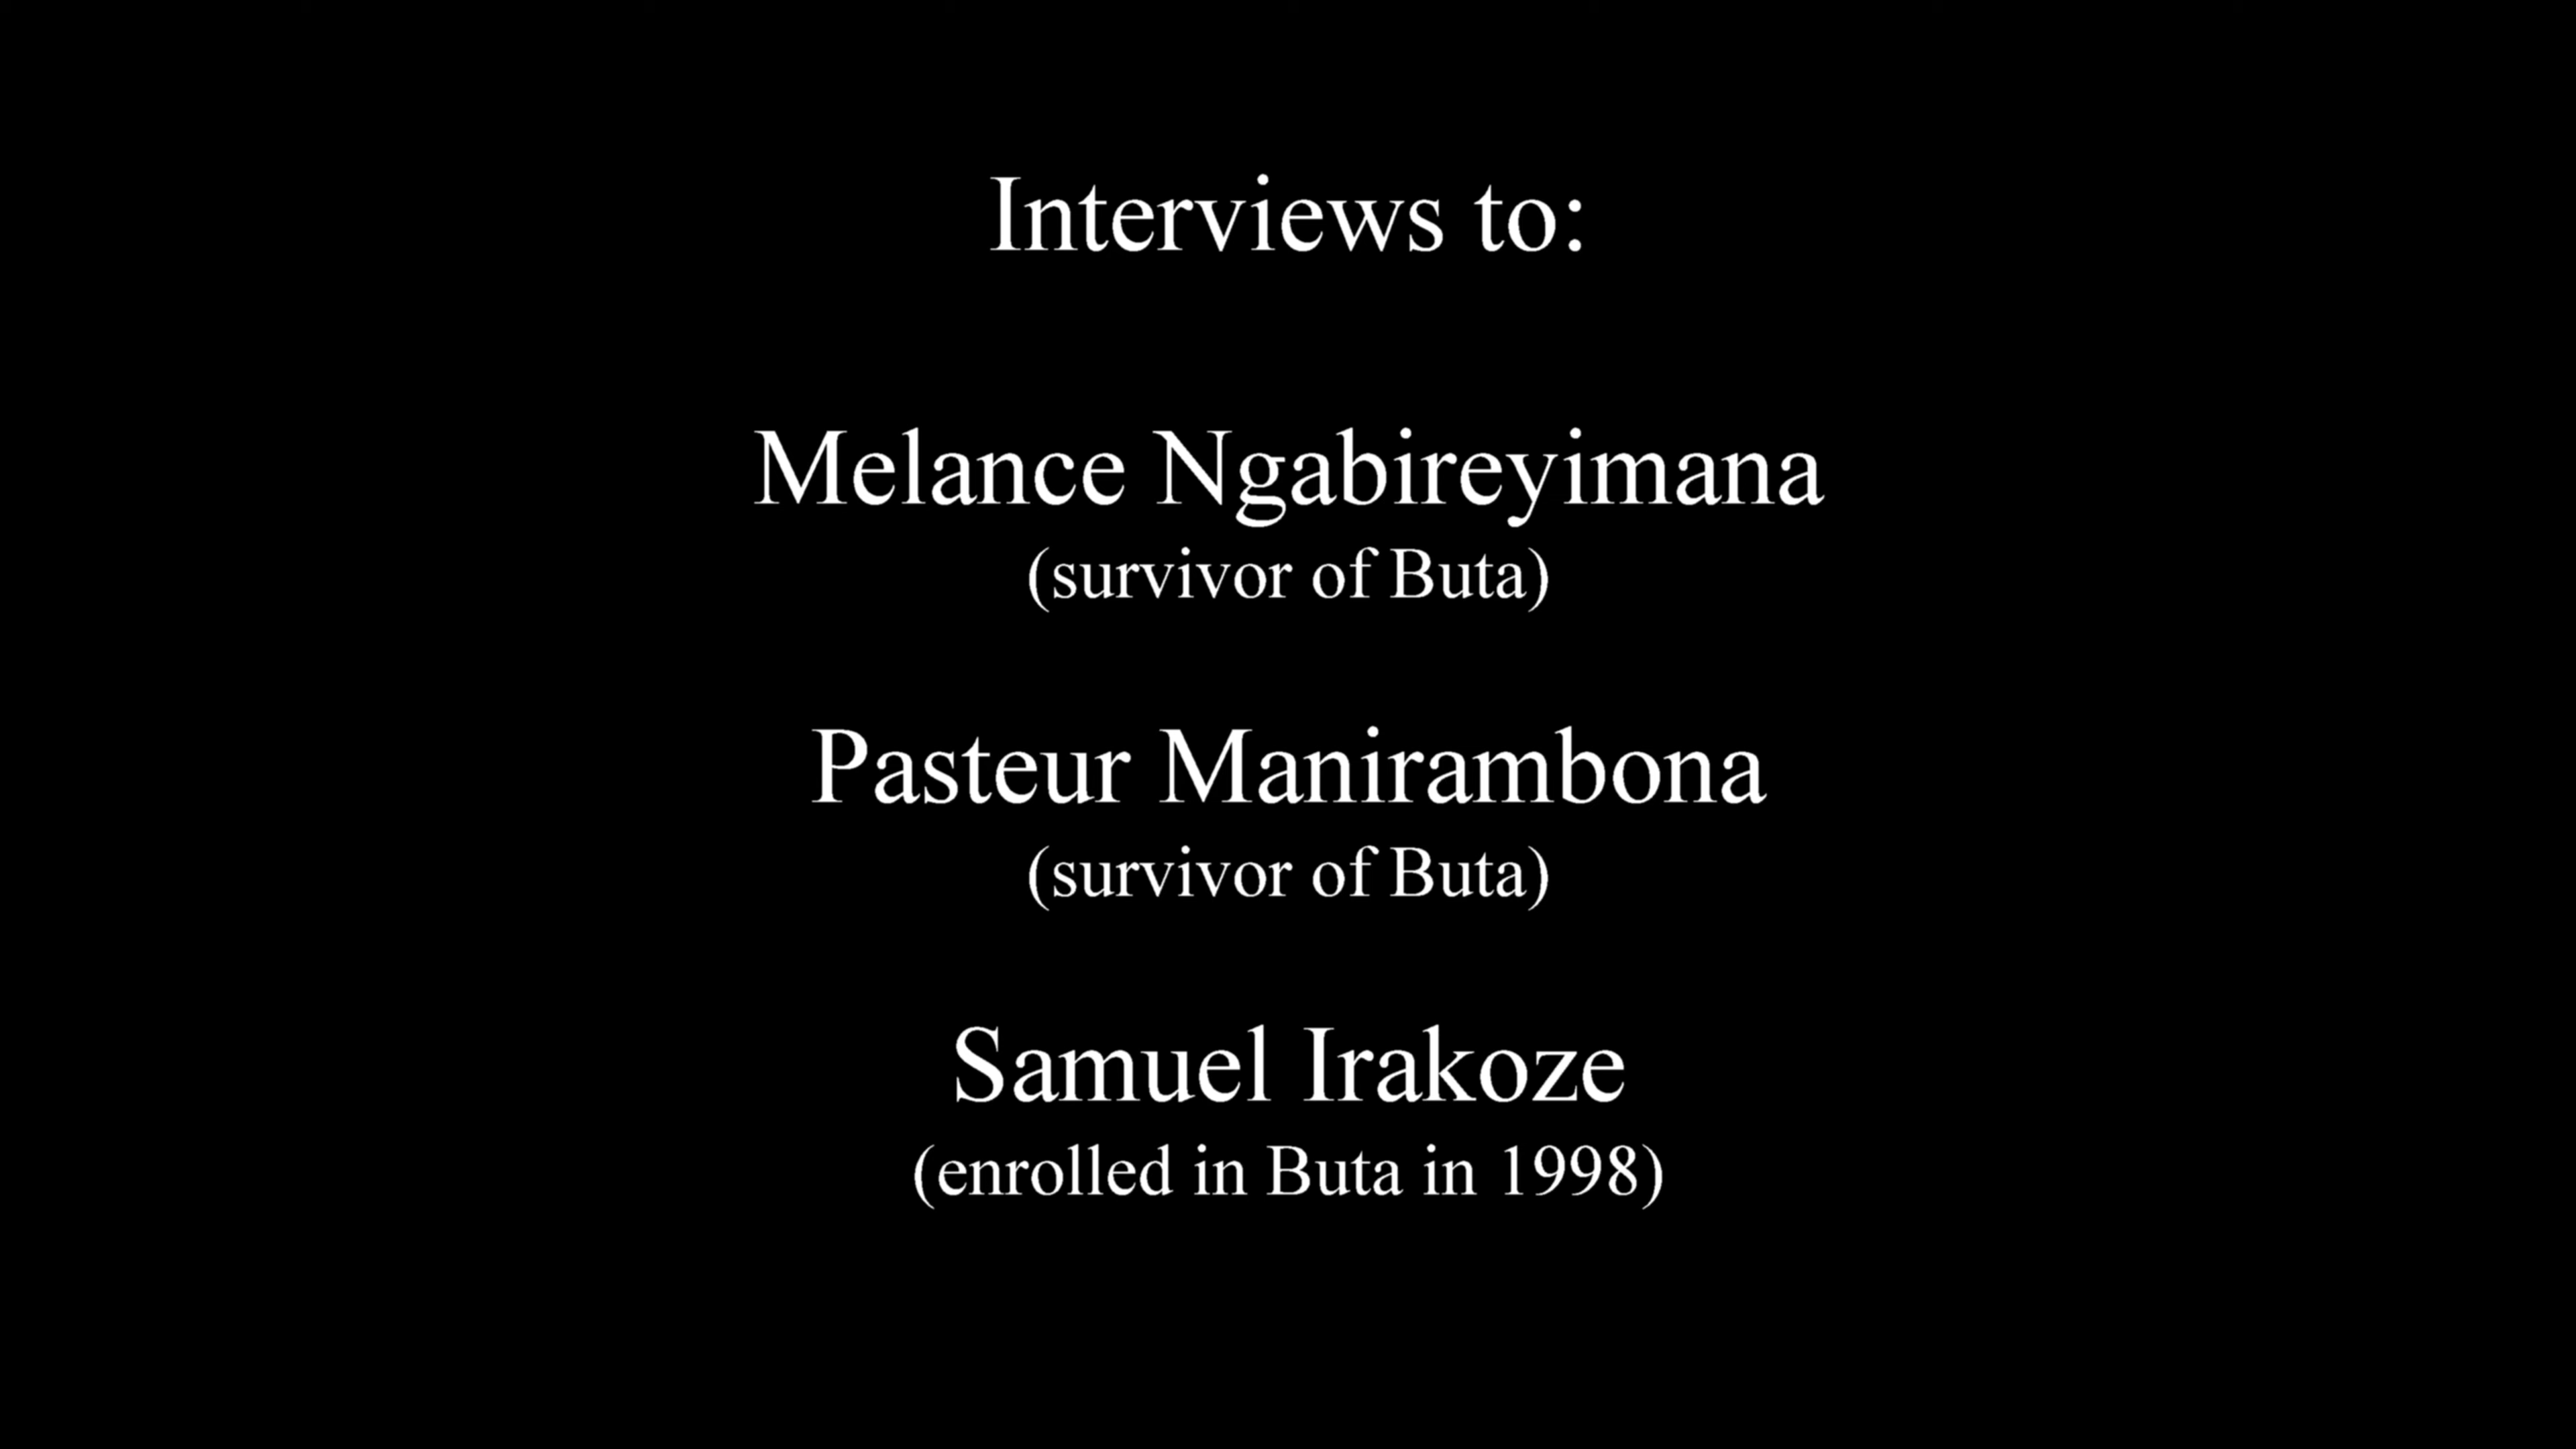 Interviews to:
Melance Ngabireyimana
(survivor of Buta)
Pasteur Manirambona
(survivor of Buta)
Samuel Irakoze
(enrolled in Buta in 1998)